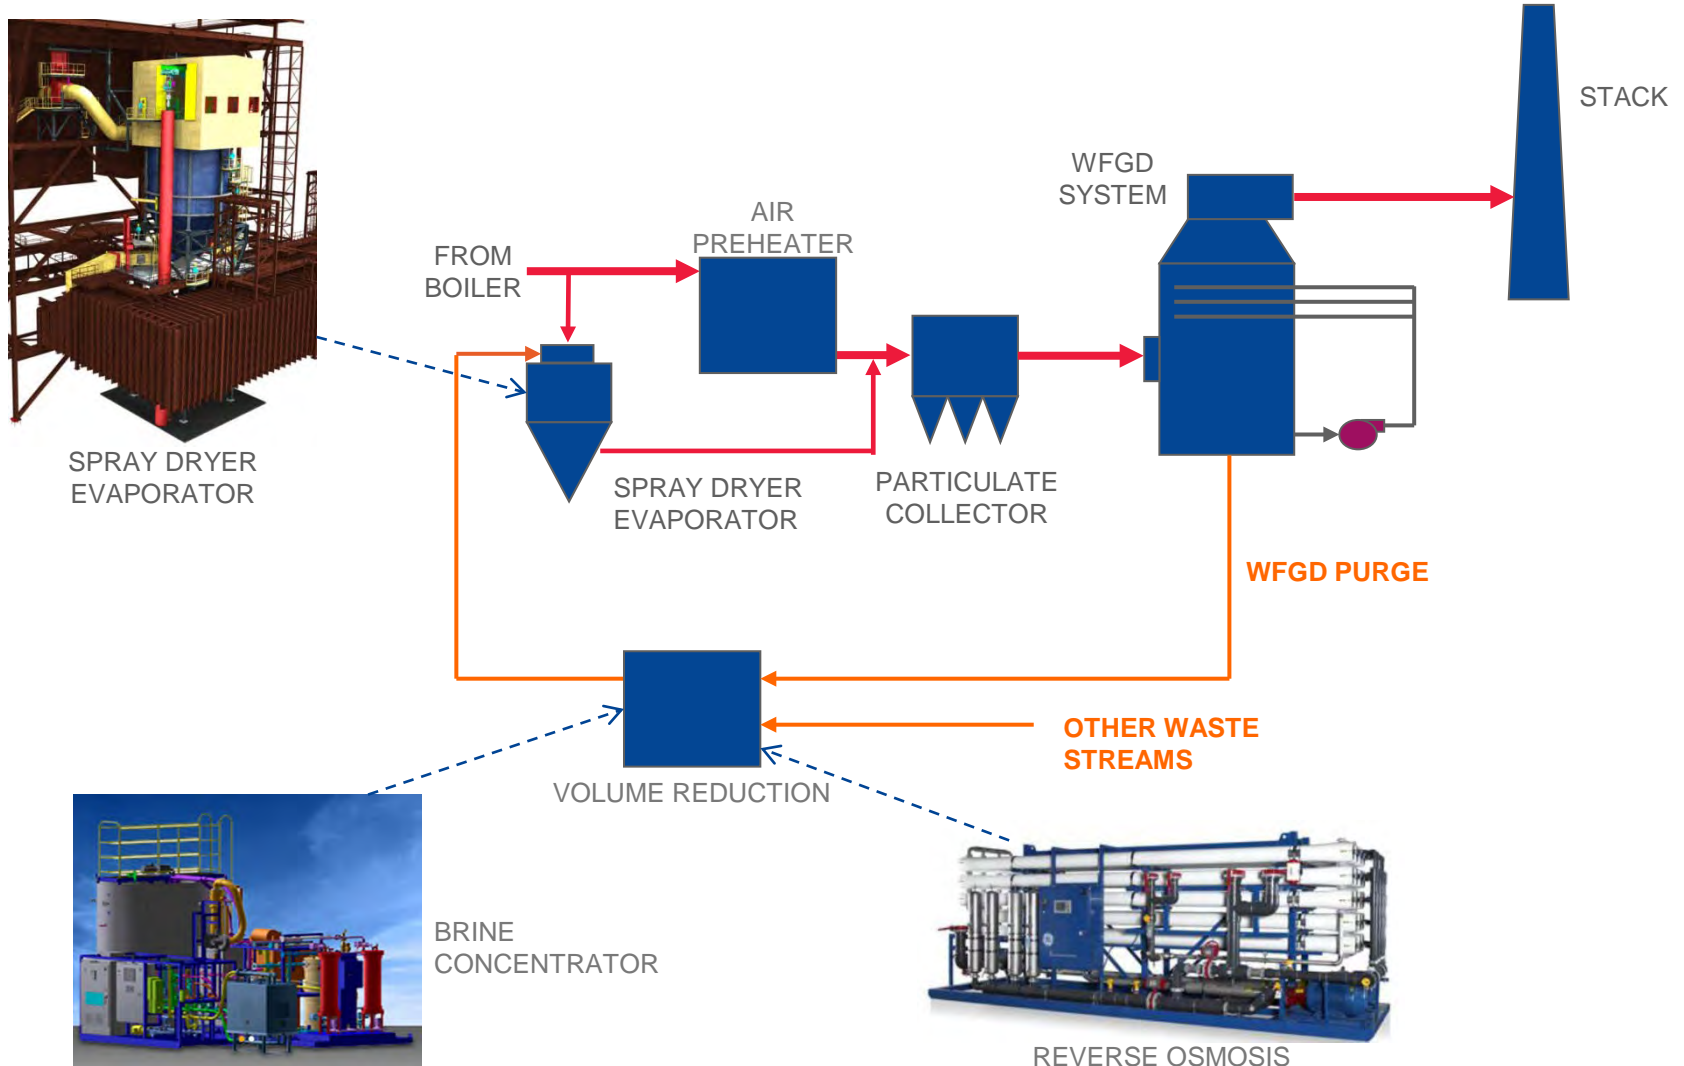 STACK
WFGD
SYSTEM
AIR
PREHEATER
FROM
BOILER
SPRAY DRYER
EVAPORATOR
SPRAY DRYER
EVAPORATOR
PARTICULATE
COLLECTOR
WFGD PURGE
OTHER WASTE
STREAMS
VOLUME REDUCTION
BRINE
CONCENTRATOR
REVERSE OSMOSIS